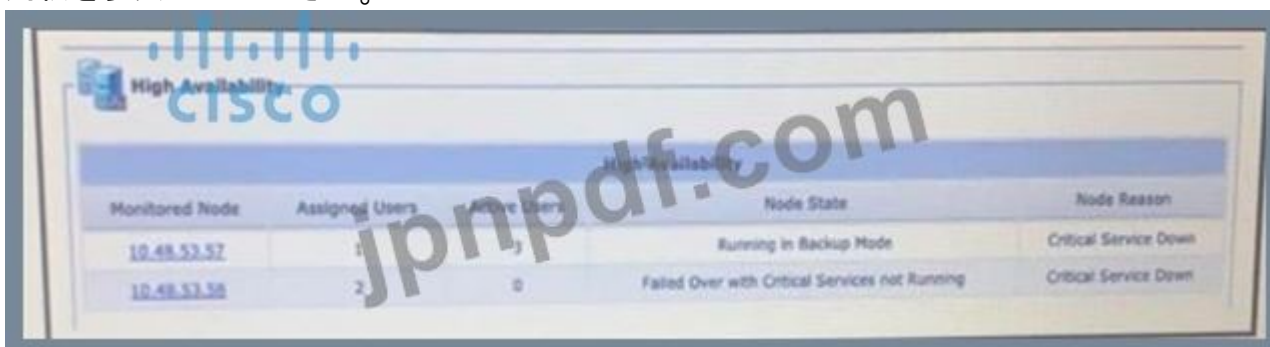 CISCO
jpnpdf.com
High Availability
High Availability
Monitored Node Assigned Users Active Users Node State Node Reason
10.48.53.57 1 3 Running in Backup Mode Critical Service Down
10.48.53.58 2 0 Failed Over with Critical Services not Running Critical Service Down